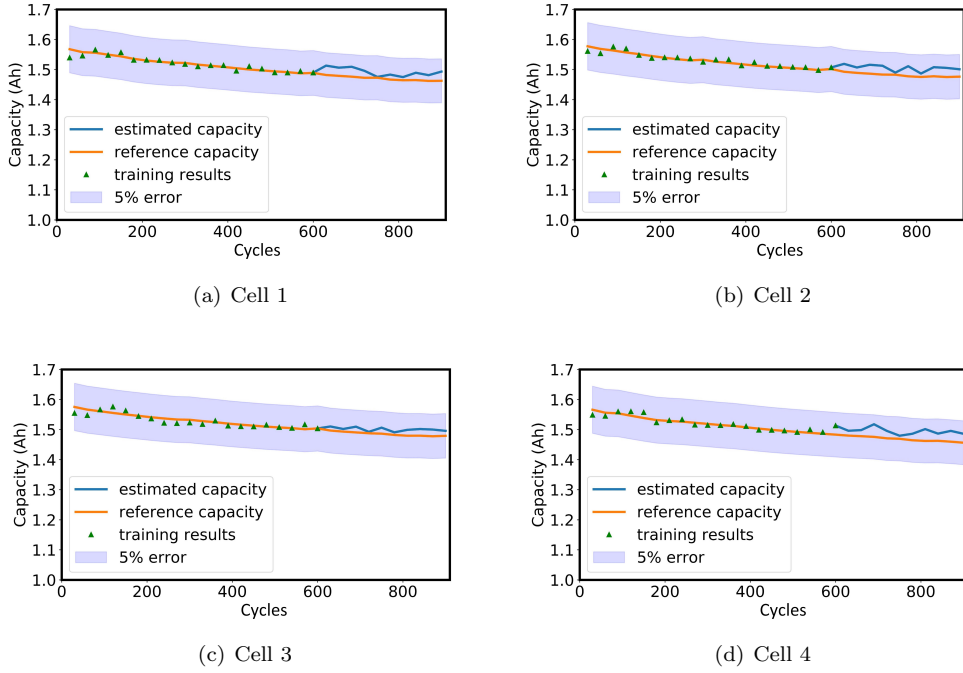 1.7
1.6
1.5
1.4
1.3
1.2
1.1
1.0
Capacity (Ah)
estimated capacity
reference capacity
training results
5% error
0 200 400 600 800
Cycles
(a) Cell 1
1.7
1.6
1.5
1.4
1.3
1.2
1.1
1.0
Capacity (Ah)
estimated capacity
reference capacity
training results
5% error
0 200 400 600 800
Cycles
(b) Cell 2
1.7
1.6
1.5
1.4
1.3
1.2
1.1
1.0
Capacity (Ah)
estimated capacity
reference capacity
training results
5% error
0 200 400 600 800
Cycles
(c) Cell 3
1.7
1.6
1.5
1.4
1.3
1.2
1.1
1.0
Capacity (Ah)
estimated capacity
reference capacity
training results
5% error
0 200 400 600 800
Cycles
(d) Cell 4